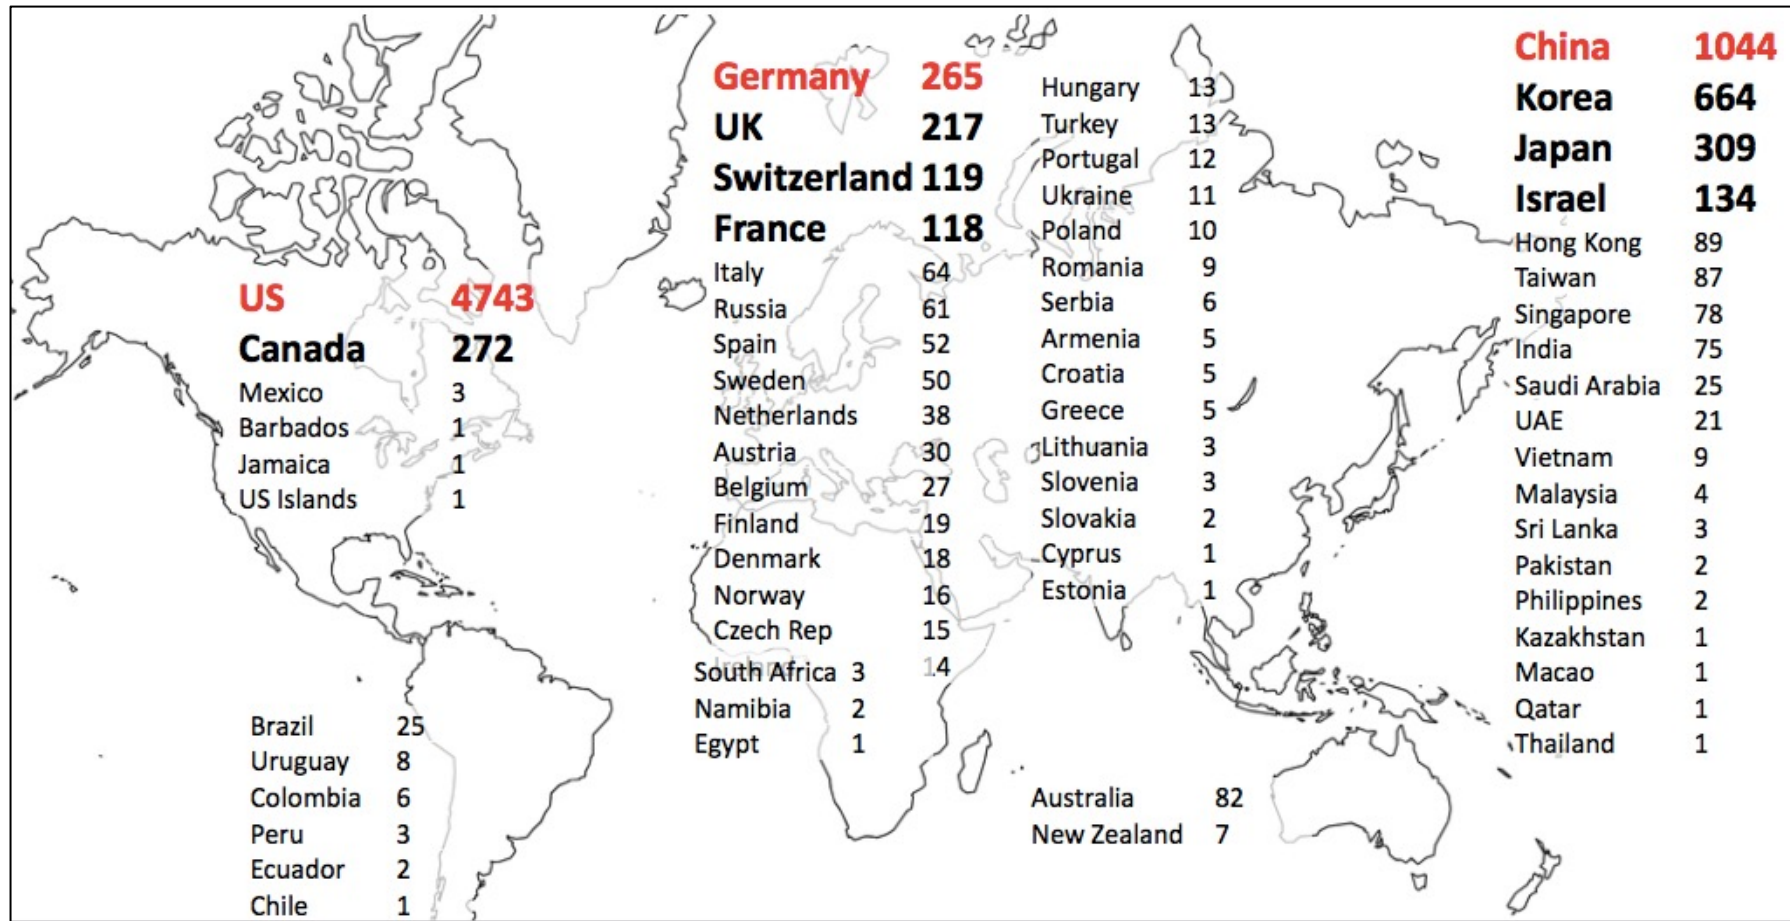 US 4743
Canada 272
Mexico 3
Barbados 1
Jamaica 1
US Islands 1
Brazil 25
Uruguay 8
Colombia 6
Peru 3
Ecuador 2
Chile 1
Germany 265
UK 217
Switzerland 119
France 118
Italy 64
Russia 61
Spain 52
Sweden 50
Netherlands 38
Austria 30
Belgium 27
Finland 19
Denmark 18
Norway 16
Czech Rep 15
Ireland 14
South Africa 3
Namibia 2
Egypt 1
Hungary 13
Turkey 13
Portugal 12
Ukraine 11
Poland 10
Romania 9
Serbia 6
Armenia 5
Croatia 5
Greece 5
Lithuania 3
Slovenia 3
Slovakia 2
Cyprus 1
Estonia 1
Australia 82
New Zealand 7
China 1044
Korea 664
Japan 309
Israel 134
Hong Kong 89
Taiwan 87
Singapore 78
India 75
Saudi Arabia 25
UAE 21
Vietnam 9
Malaysia 4
Sri Lanka 3
Pakistan 2
Philippines 2
Kazakhstan 1
Macao 1
Qatar 1
Thailand 1